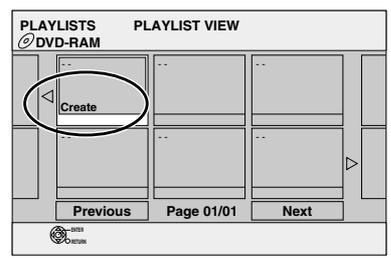 PLAYLISTS PLAYLIST VIEW
DVD-RAM
- - - - - -
Create
- - - - - -
Previous Page 01/01 Next
ENTER
RETURN